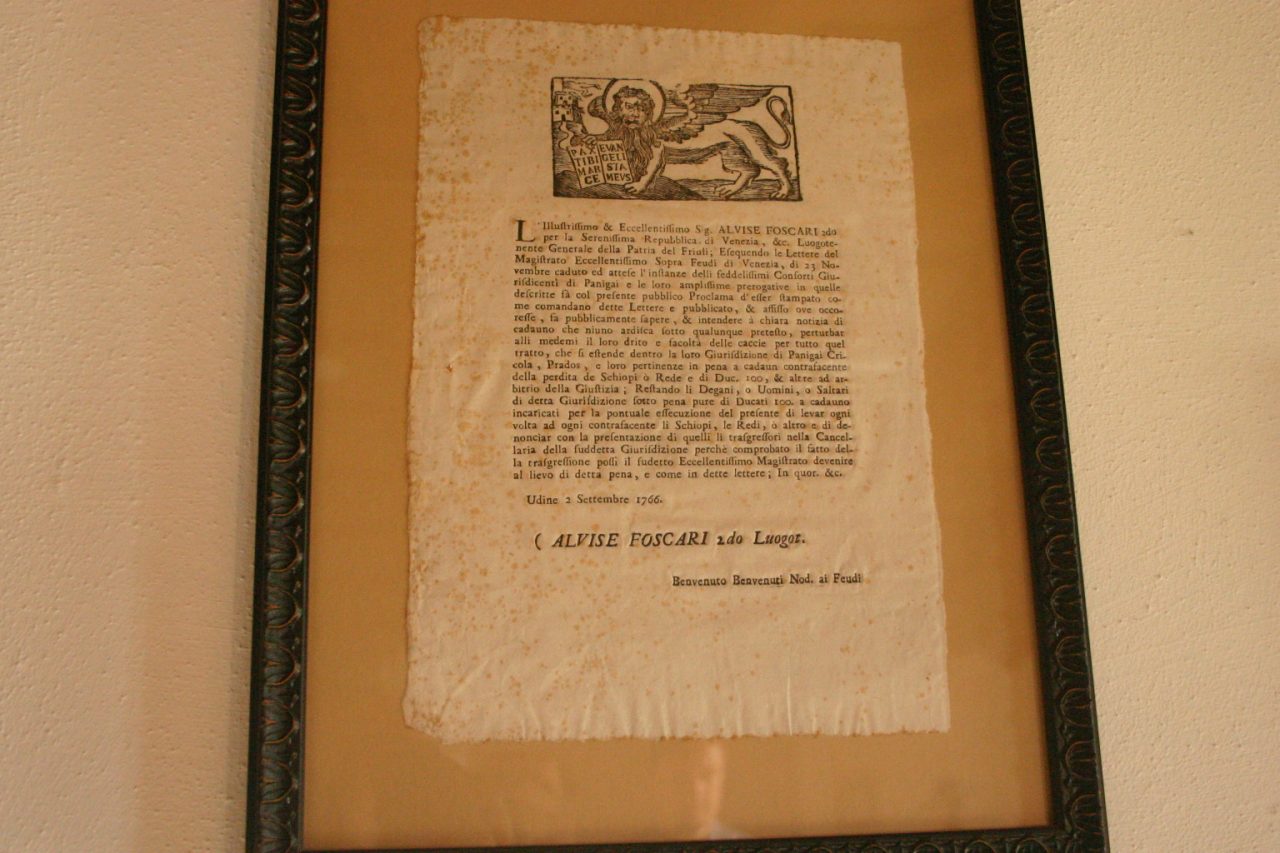 PAX
TIBI
MAR
CE
EVAN
GELI
STA
MEVS
L'Illuſtriſſimo & Eccellentiſſimo Sig. ALVISE FOSCARI 2do
per la Sereniſſima Repubblica di Venezia, &c. Luogote-
nente Generale della Patria del Friuli; Eſequendo le Lettere del
Magiſtrato Eccellentiſſimo Sopra Feudi di Venezia, di 23 No-
vembre caduto ed atteſe l'inſtanze delli feddeliſſimi Conſorti Giu-
riſdicenti di Panigai e le loro ampliſſime prerogative in quelle
deſcritte fà col preſente pubblico Proclama d'eſſer ſtampato co-
me comandano dette Lettere e pubblicato, & affiſſo ove occo-
reſſe, fa pubblicamente ſapere, & intendere à chiara notizia di
cadauno che niuno ardiſca ſotto qualunque preteſto, perturbar
alli medemi il loro drito e facoltà delle caccie per tutto quel
tratto, che ſi eſtende dentro la loro Giuriſdizione di Panigai Cri-
cola, Prados, e loro pertinenze in pena a cadaun contrafacente
della perdita de Schiopi ò Rede e di Duc. 100, & altre ad ar-
bitrio della Giuſtizia; Reſtando li Degani, o Uomini, o Saltari
di detta Giuriſdizione ſotto pena pure di Ducati 100. a cadauno
incaricati per la pontuale eſſecuzione del preſente di levar ogni
volta ad ogni contrafacente li Schiopi, le Redi, ò altro e di de-
nonciar con la preſentazione di quelli li traſgreſſori nella Cancel-
laria della ſuddetta Giuriſdizione perchè comprobato il fatto del-
la traſgreſſione poſſi il ſudetto Eccellentiſſimo Magiſtrato devenire
al lievo di detta pena, e come in dette lettere; In quor. &c.
Udine 2 Settembre 1766.
( ALVISE FOSCARI 2do Luogot.
Benvenuto Benvenuti Nod. ai Feudi